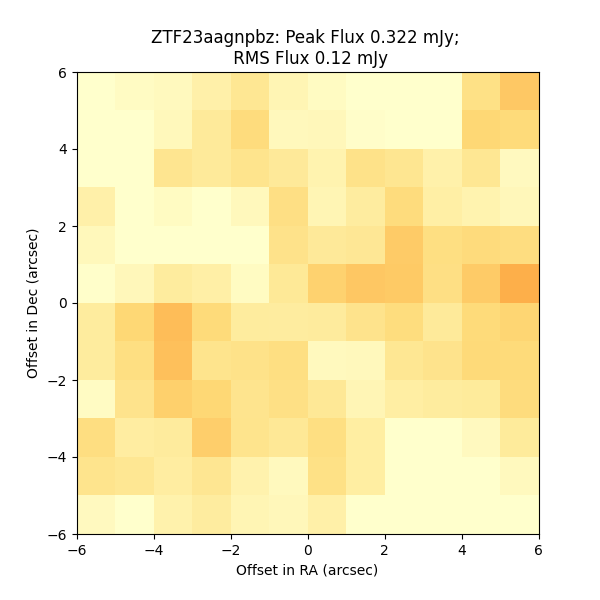 ZTF23aagnpbz: Peak Flux 0.322 mJy;
RMS Flux 0.12 mJy
6
4
2
0
−2
−4
−6
Offset in Dec (arcsec)
−6 −4 −2 0 2 4 6
Offset in RA (arcsec)